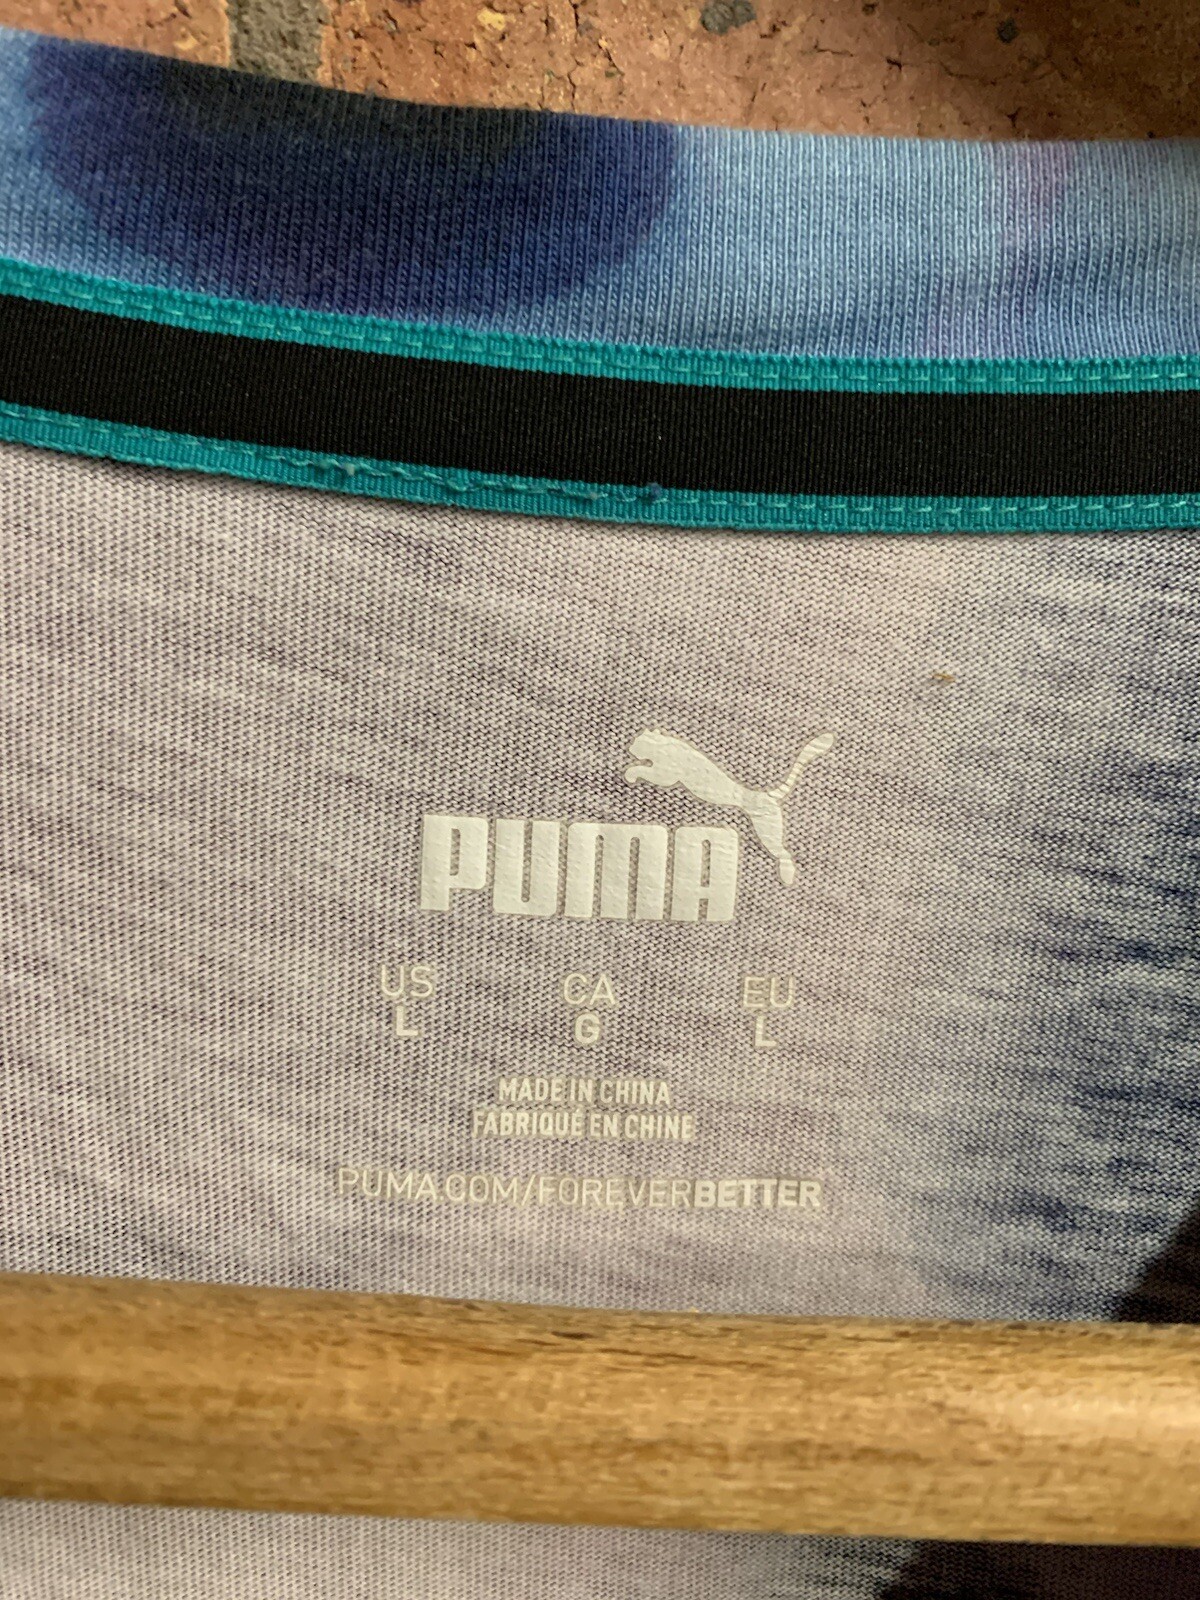 PUMA
US CA EU
L G L
MADE IN CHINA
FABRIQUÉ EN CHINE
PUMA.COM/FOREVERBETTER